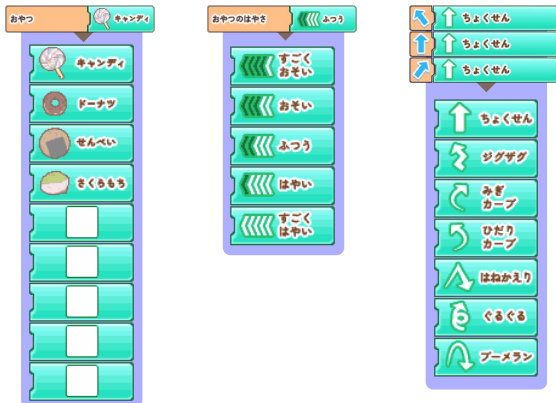 おやつ
キャンディ
キャンディ
ドーナツ
せんべい
さくらもち
おやつのはやさ
ふつう
すごく
おそい
おそい
ふつう
はやい
すごく
はやい
ちょくせん
ちょくせん
ちょくせん
ちょくせん
ジグザグ
みぎ
カーブ
ひだり
カーブ
はねかえり
ぐるぐる
ブーメラン